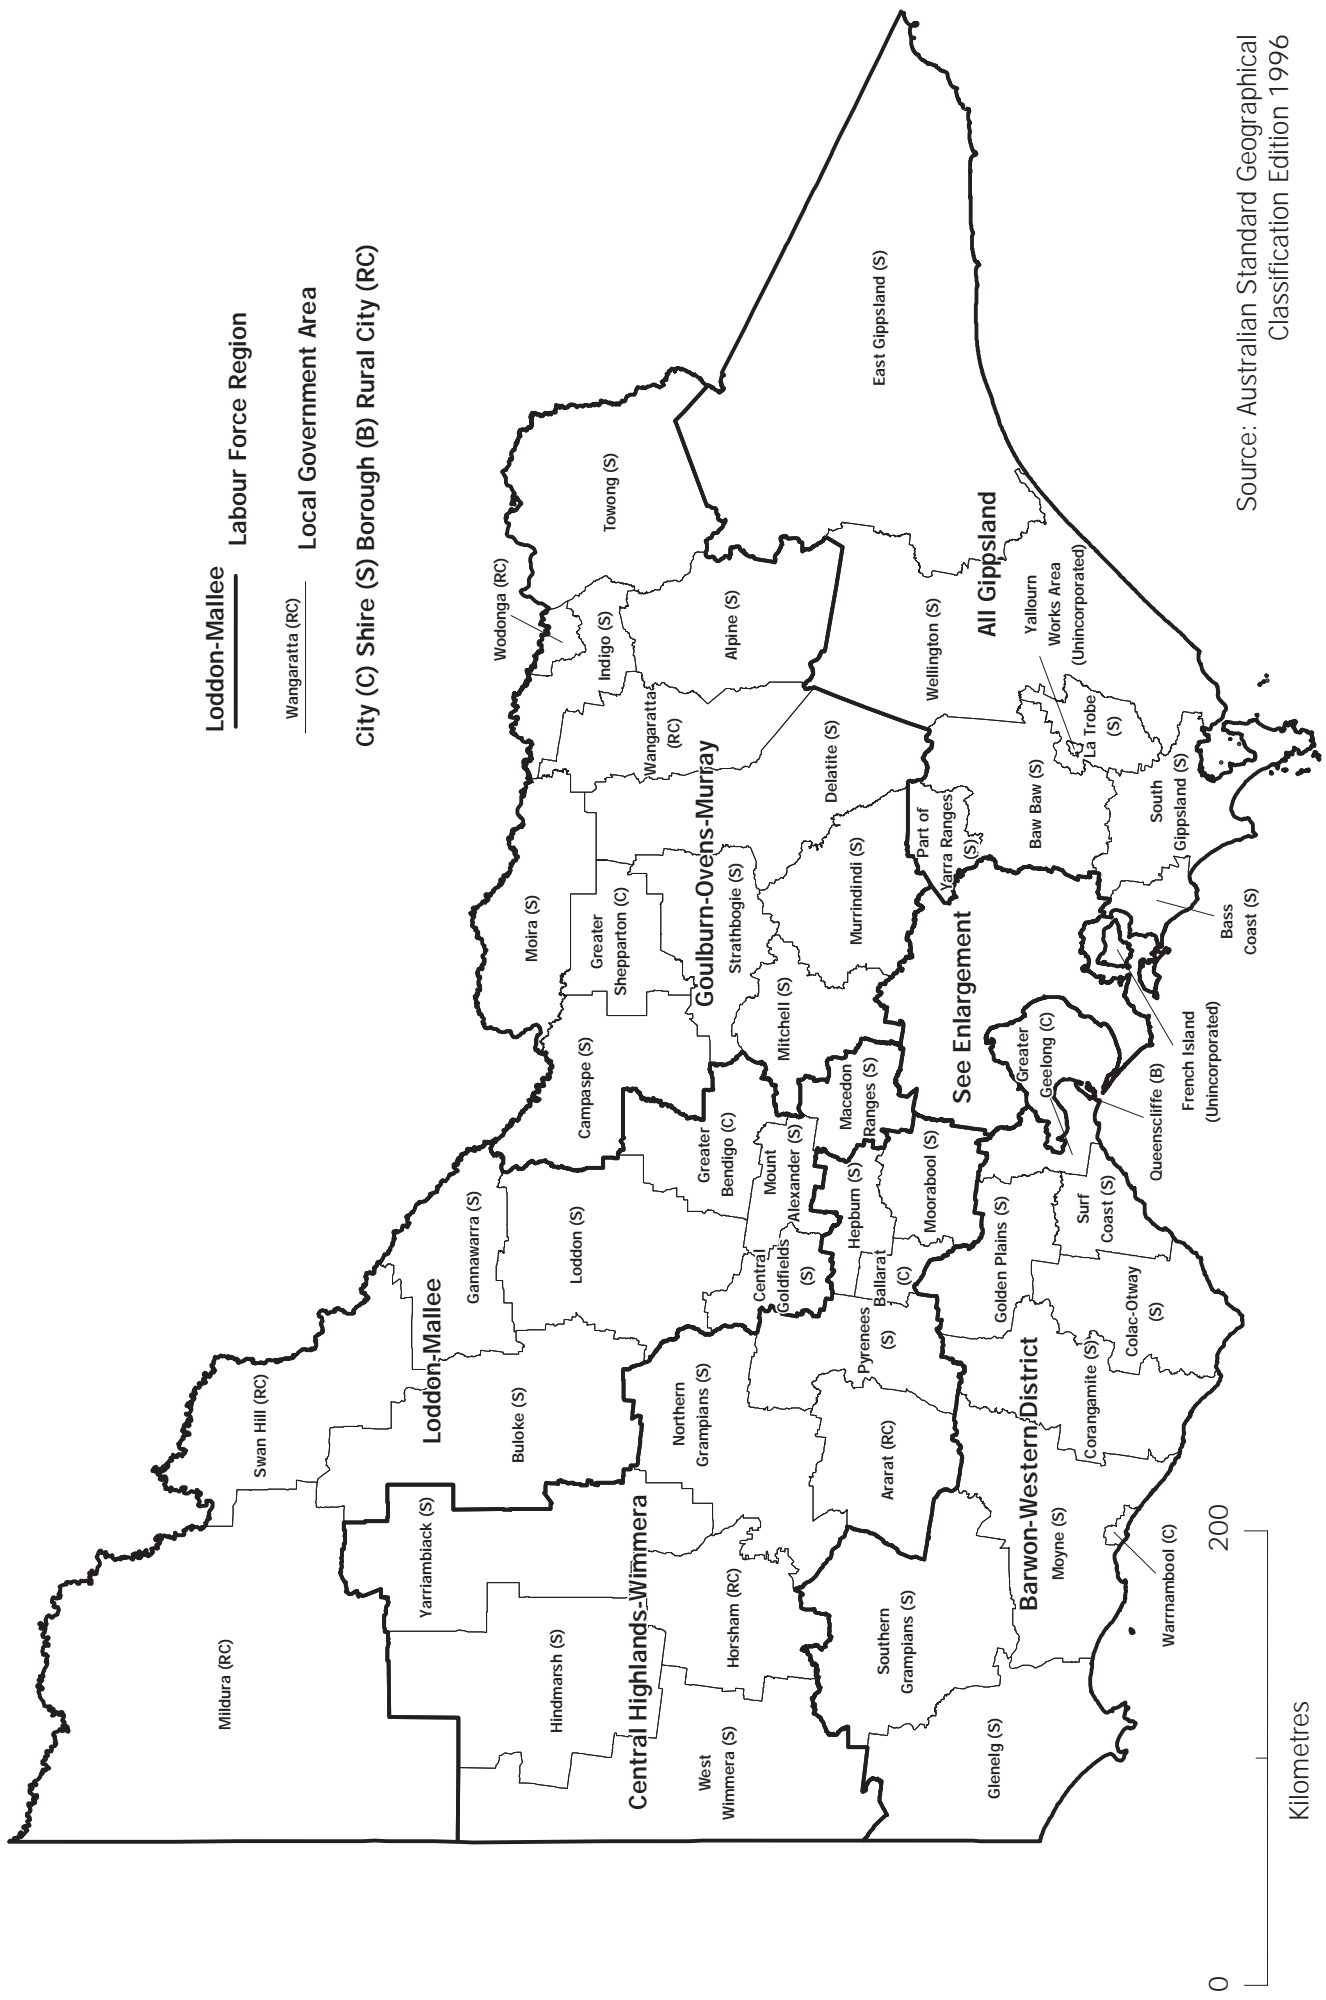 Loddon-Mallee
Labour Force Region
Wangaratta (RC)
Local Government Area
City (C) Shire (S) Borough (B) Rural City (RC)
Mildura (RC)
Swan Hill (RC)
Loddon-Mallee
Gannawarra (S)
Buloke (S)
Loddon (S)
Yarriambiack (S)
Hindmarsh (S)
Central Highlands-Wimmera
West
Wimmera (S)
Horsham (RC)
Northern
Grampians (S)
Greater
Bendigo (C)
Mount
Alexander (S)
Central
Goldfields
(S)
Campaspe (S)
Moira (S)
Greater
Shepparton (C)
Goulburn-Ovens-Murray
Strathbogie (S)
Mitchell (S)
Murrindindi (S)
Delatite (S)
Wangaratta
(RC)
Wodonga (RC)
Indigo (S)
Towong (S)
Alpine (S)
Macedon
Ranges (S)
Hepburn (S)
Moorabool (S)
Ballarat
(C)
Pyrenees
(S)
Ararat (RC)
Southern
Grampians (S)
Glenelg (S)
Barwon-Western District
Moyne (S)
Warrnambool (C)
Corangamite (S)
Colac-Otway
(S)
Golden Plains (S)
Surf
Coast (S)
Greater
Geelong (C)
Queenscliffe (B)
French Island
(Unincorporated)
See Enlargement
Bass
Coast (S)
Part of
Yarra Ranges
(S)
Baw Baw (S)
South
Gippsland (S)
La Trobe
(S)
Yallourn
Works Area
(Unincorporated)
Wellington (S)
All Gippsland
East Gippsland (S)
0
200
Kilometres
Source: Australian Standard Geographical
Classification Edition 1996